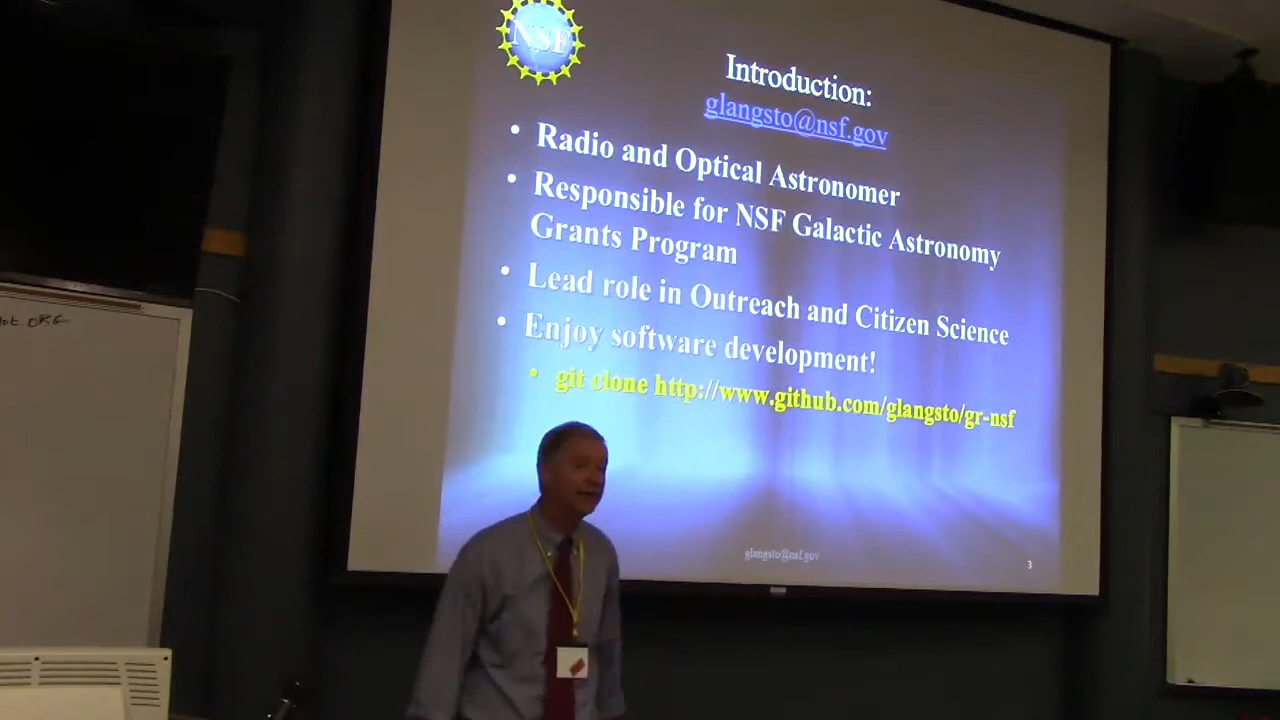 NSF
Introduction:
glangsto@nsf.gov
• Radio and Optical Astronomer
• Responsible for NSF Galactic Astronomy
Grants Program
• Lead role in Outreach and Citizen Science
• Enjoy software development!
• git clone http://www.github.com/glangsto/gr-nsf
glangsto@nsf.gov
3
ORG